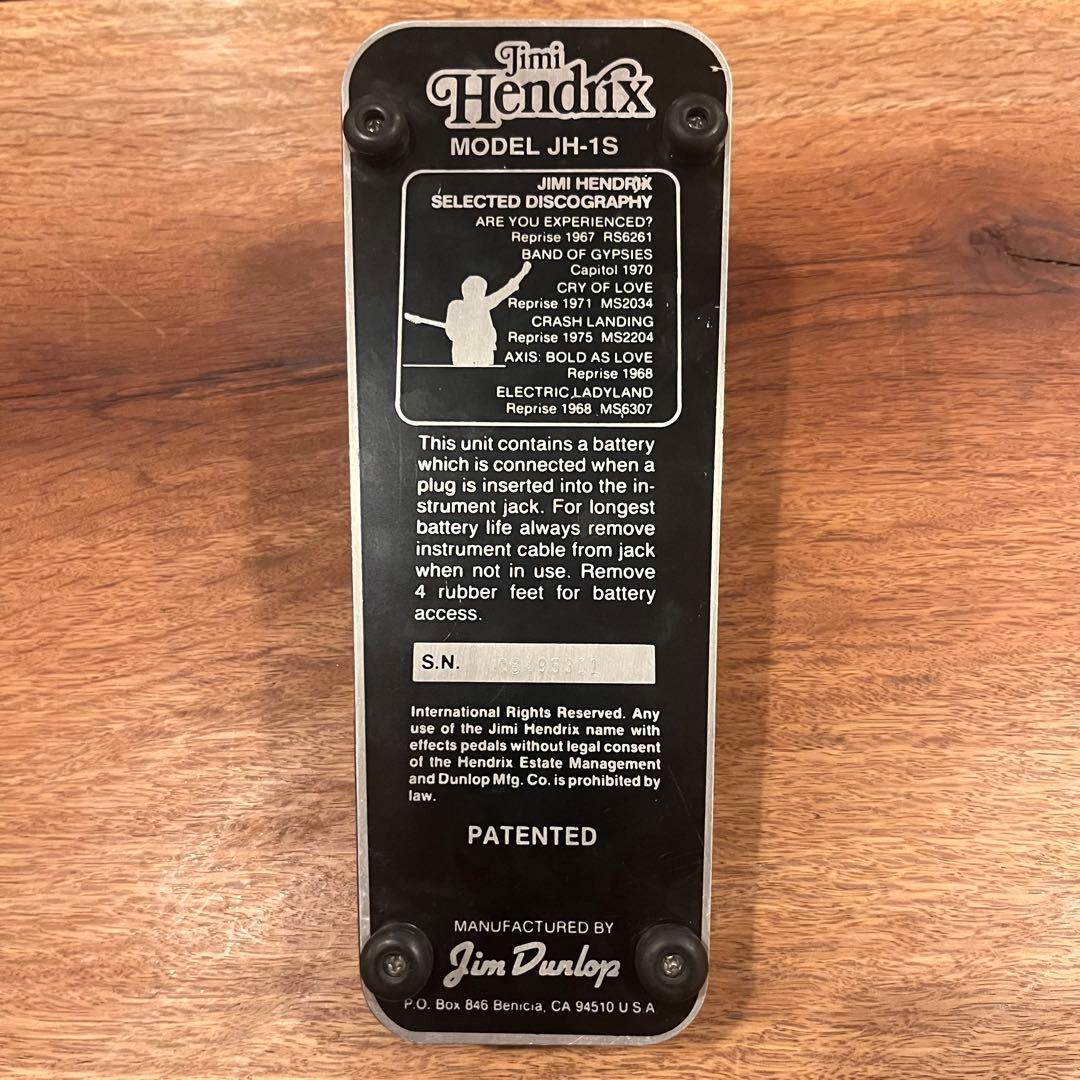 Jimi
Hendrix
MODEL JH-1S
JIMI HENDRIX
SELECTED DISCOGRAPHY
ARE YOU EXPERIENCED?
Reprise 1967 RS6261
BAND OF GYPSIES
Capitol 1970
CRY OF LOVE
Reprise 1971 MS2034
CRASH LANDING
Reprise 1975 MS2204
AXIS: BOLD AS LOVE
Reprise 1968
ELECTRIC LADYLAND
Reprise 1968 MS6307
This unit contains a battery
which is connected when a
plug is inserted into the in-
strument jack. For longest
battery life always remove
instrument cable from jack
when not in use. Remove
4 rubber feet for battery
access.
S.N.
International Rights Reserved. Any
use of the Jimi Hendrix name with
effects pedals without legal consent
of the Hendrix Estate Management
and Dunlop Mfg. Co. is prohibited by
law.
PATENTED
MANUFACTURED BY
Jim Dunlop
P.O. Box 846 Benicia, CA 94510 U S A